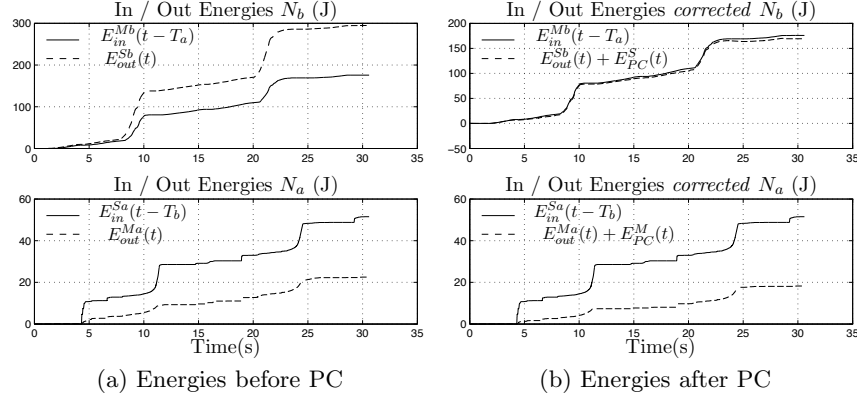 In / Out Energies N_b (J)
300
200
100
0
E_in^Mb(t − T_a)
E_out^Sb(t)
0 5 10 15 20 25 30 35
In / Out Energies N_a (J)
60
40
20
0
E_in^Sa(t − T_b)
E_out^Ma(t)
0 5 10 15 20 25 30 35
Time(s)
(a) Energies before PC
In / Out Energies corrected N_b (J)
200
150
100
50
0
−50
E_in^Mb(t − T_a)
E_out^Sb(t) + E_PC^S(t)
0 5 10 15 20 25 30 35
In / Out Energies corrected N_a (J)
60
40
20
0
E_in^Sa(t − T_b)
E_out^Ma(t) + E_PC^M(t)
0 5 10 15 20 25 30 35
Time(s)
(b) Energies after PC